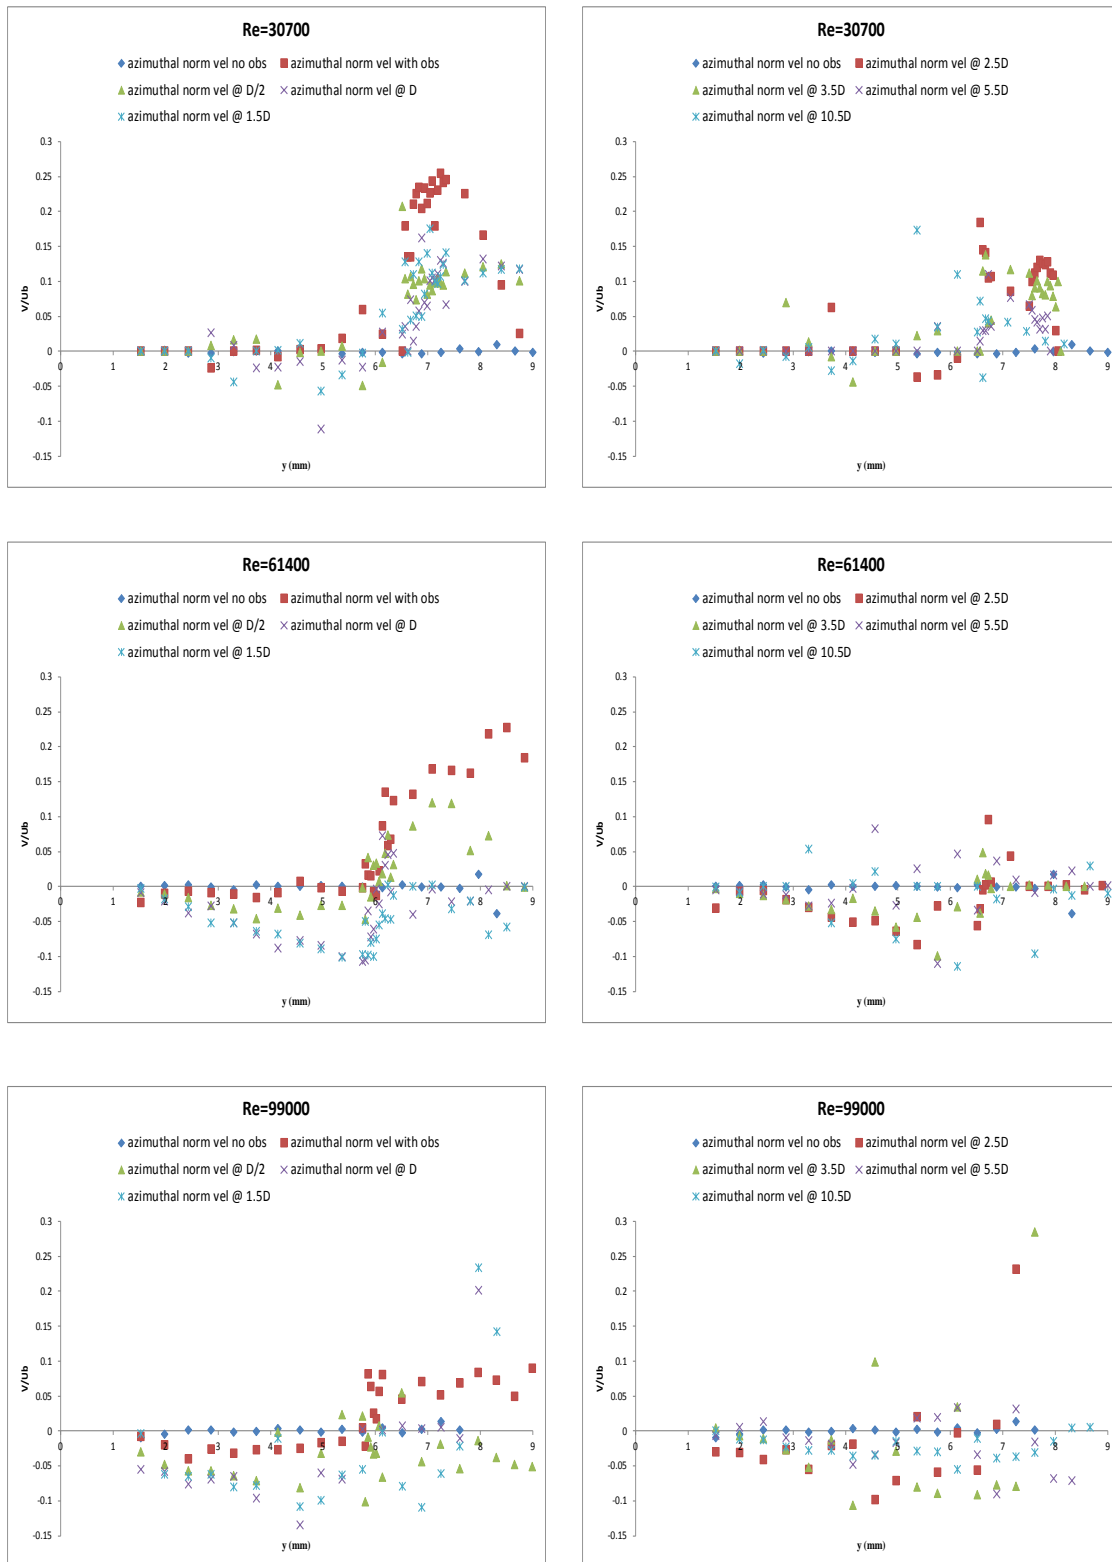 Re=30700
azimuthal norm vel no obs azimuthal norm vel with obs
azimuthal norm vel @ D/2 azimuthal norm vel @ D
azimuthal norm vel @ 1.5D
0.3
0.25
0.2
0.15
0.1
0.05
0
-0.05
-0.1
-0.15
0 1 2 3 4 5 6 7 8 9
V/Ub
y (mm)
Re=30700
azimuthal norm vel no obs azimuthal norm vel @ 2.5D
azimuthal norm vel @ 3.5D azimuthal norm vel @ 5.5D
azimuthal norm vel @ 10.5D
0.3
0.25
0.2
0.15
0.1
0.05
0
-0.05
-0.1
-0.15
0 1 2 3 4 5 6 7 8 9
V/Ub
y (mm)
Re=61400
azimuthal norm vel no obs azimuthal norm vel with obs
azimuthal norm vel @ D/2 azimuthal norm vel @ D
azimuthal norm vel @ 1.5D
0.3
0.25
0.2
0.15
0.1
0.05
0
-0.05
-0.1
-0.15
0 1 2 3 4 5 6 7 8 9
V/Ub
y (mm)
Re=61400
azimuthal norm vel no obs azimuthal norm vel @ 2.5D
azimuthal norm vel @ 3.5D azimuthal norm vel @ 5.5D
azimuthal norm vel @ 10.5D
0.3
0.25
0.2
0.15
0.1
0.05
0
-0.05
-0.1
-0.15
0 1 2 3 4 5 6 7 8 9
V/Ub
y (mm)
Re=99000
azimuthal norm vel no obs azimuthal norm vel with obs
azimuthal norm vel @ D/2 azimuthal norm vel @ D
azimuthal norm vel @ 1.5D
0.3
0.25
0.2
0.15
0.1
0.05
0
-0.05
-0.1
-0.15
0 1 2 3 4 5 6 7 8 9
V/Ub
y (mm)
Re=99000
azimuthal norm vel no obs azimuthal norm vel @ 2.5D
azimuthal norm vel @ 3.5D azimuthal norm vel @ 5.5D
azimuthal norm vel @ 10.5D
0.3
0.25
0.2
0.15
0.1
0.05
0
-0.05
-0.1
-0.15
0 1 2 3 4 5 6 7 8 9
V/Ub
y (mm)